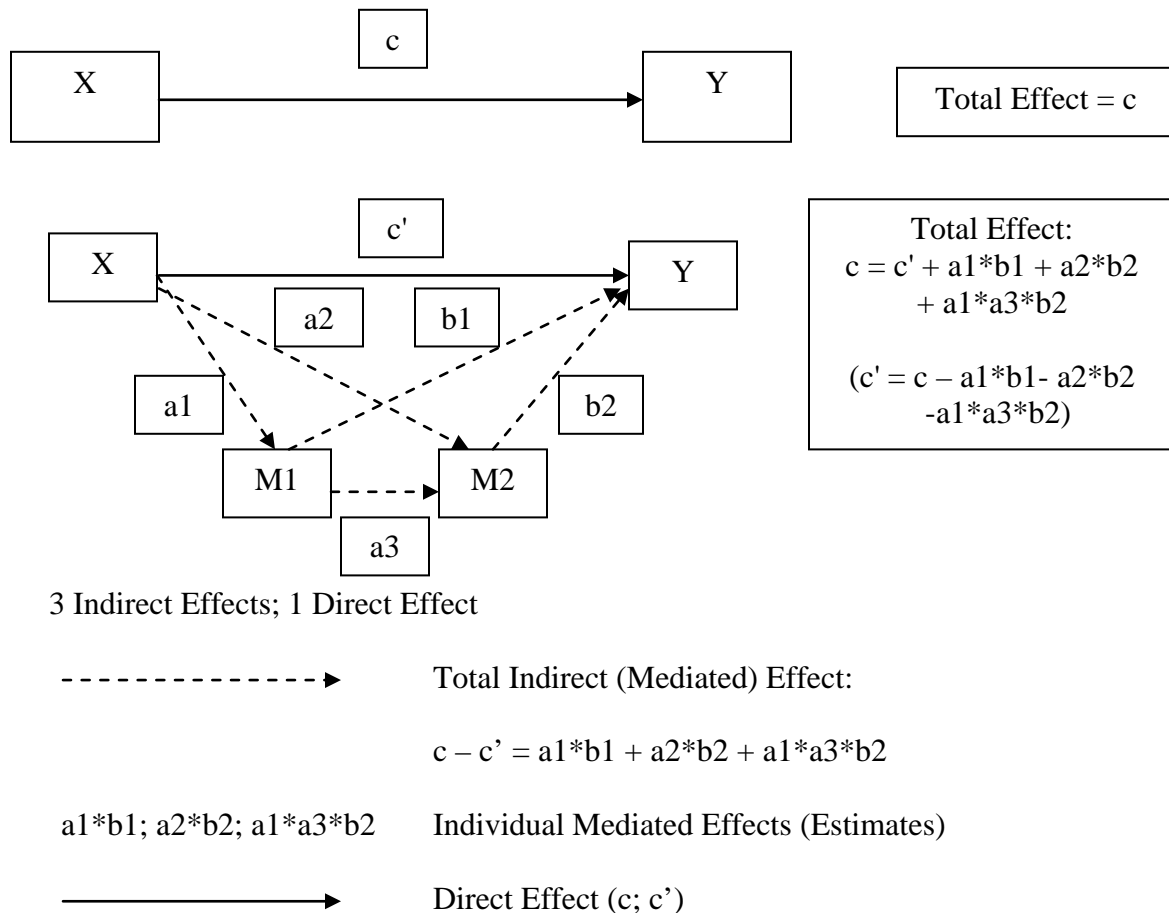 c
X
Y
Total Effect = c
c'
X
Y
Total Effect:
c = c' + a1*b1 + a2*b2
+ a1*a3*b2
a2
b1
(c' = c – a1*b1- a2*b2
-a1*a3*b2)
a1
b2
M1
M2
a3
3 Indirect Effects; 1 Direct Effect
Total Indirect (Mediated) Effect:
c – c’ = a1*b1 + a2*b2 + a1*a3*b2
a1*b1; a2*b2; a1*a3*b2 Individual Mediated Effects (Estimates)
Direct Effect (c; c’)